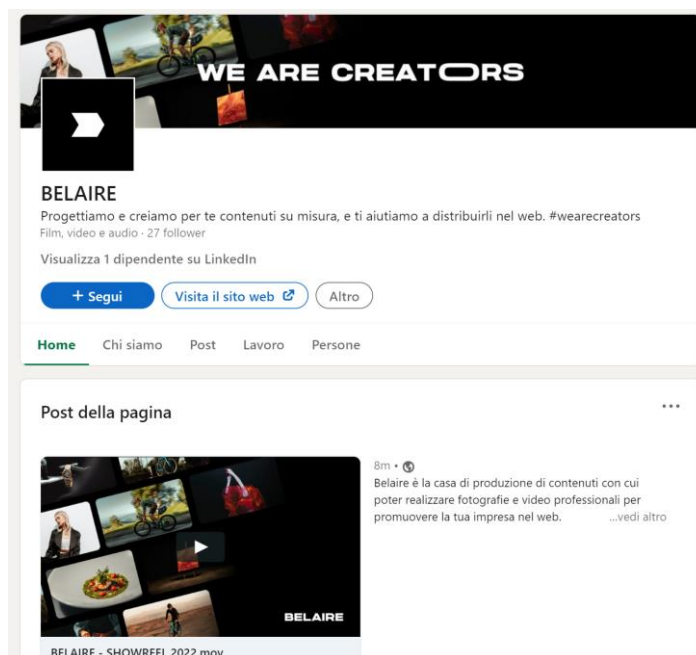 WE ARE CREATORS
BELAIRE
Progettiamo e creiamo per te contenuti su misura, e ti aiutiamo a distribuirli nel web. #wearecreators
Film, video e audio · 27 follower
Visualizza 1 dipendente su LinkedIn
+ Segui Visita il sito web Altro
Home Chi siamo Post Lavoro Persone
Post della pagina
8m •
Belaire è la casa di produzione di contenuti con cui
poter realizzare fotografie e video professionali per
promuovere la tua impresa nel web. ...vedi altro
BELAIRE
BELAIRE - SHOWREEL 2022.mov